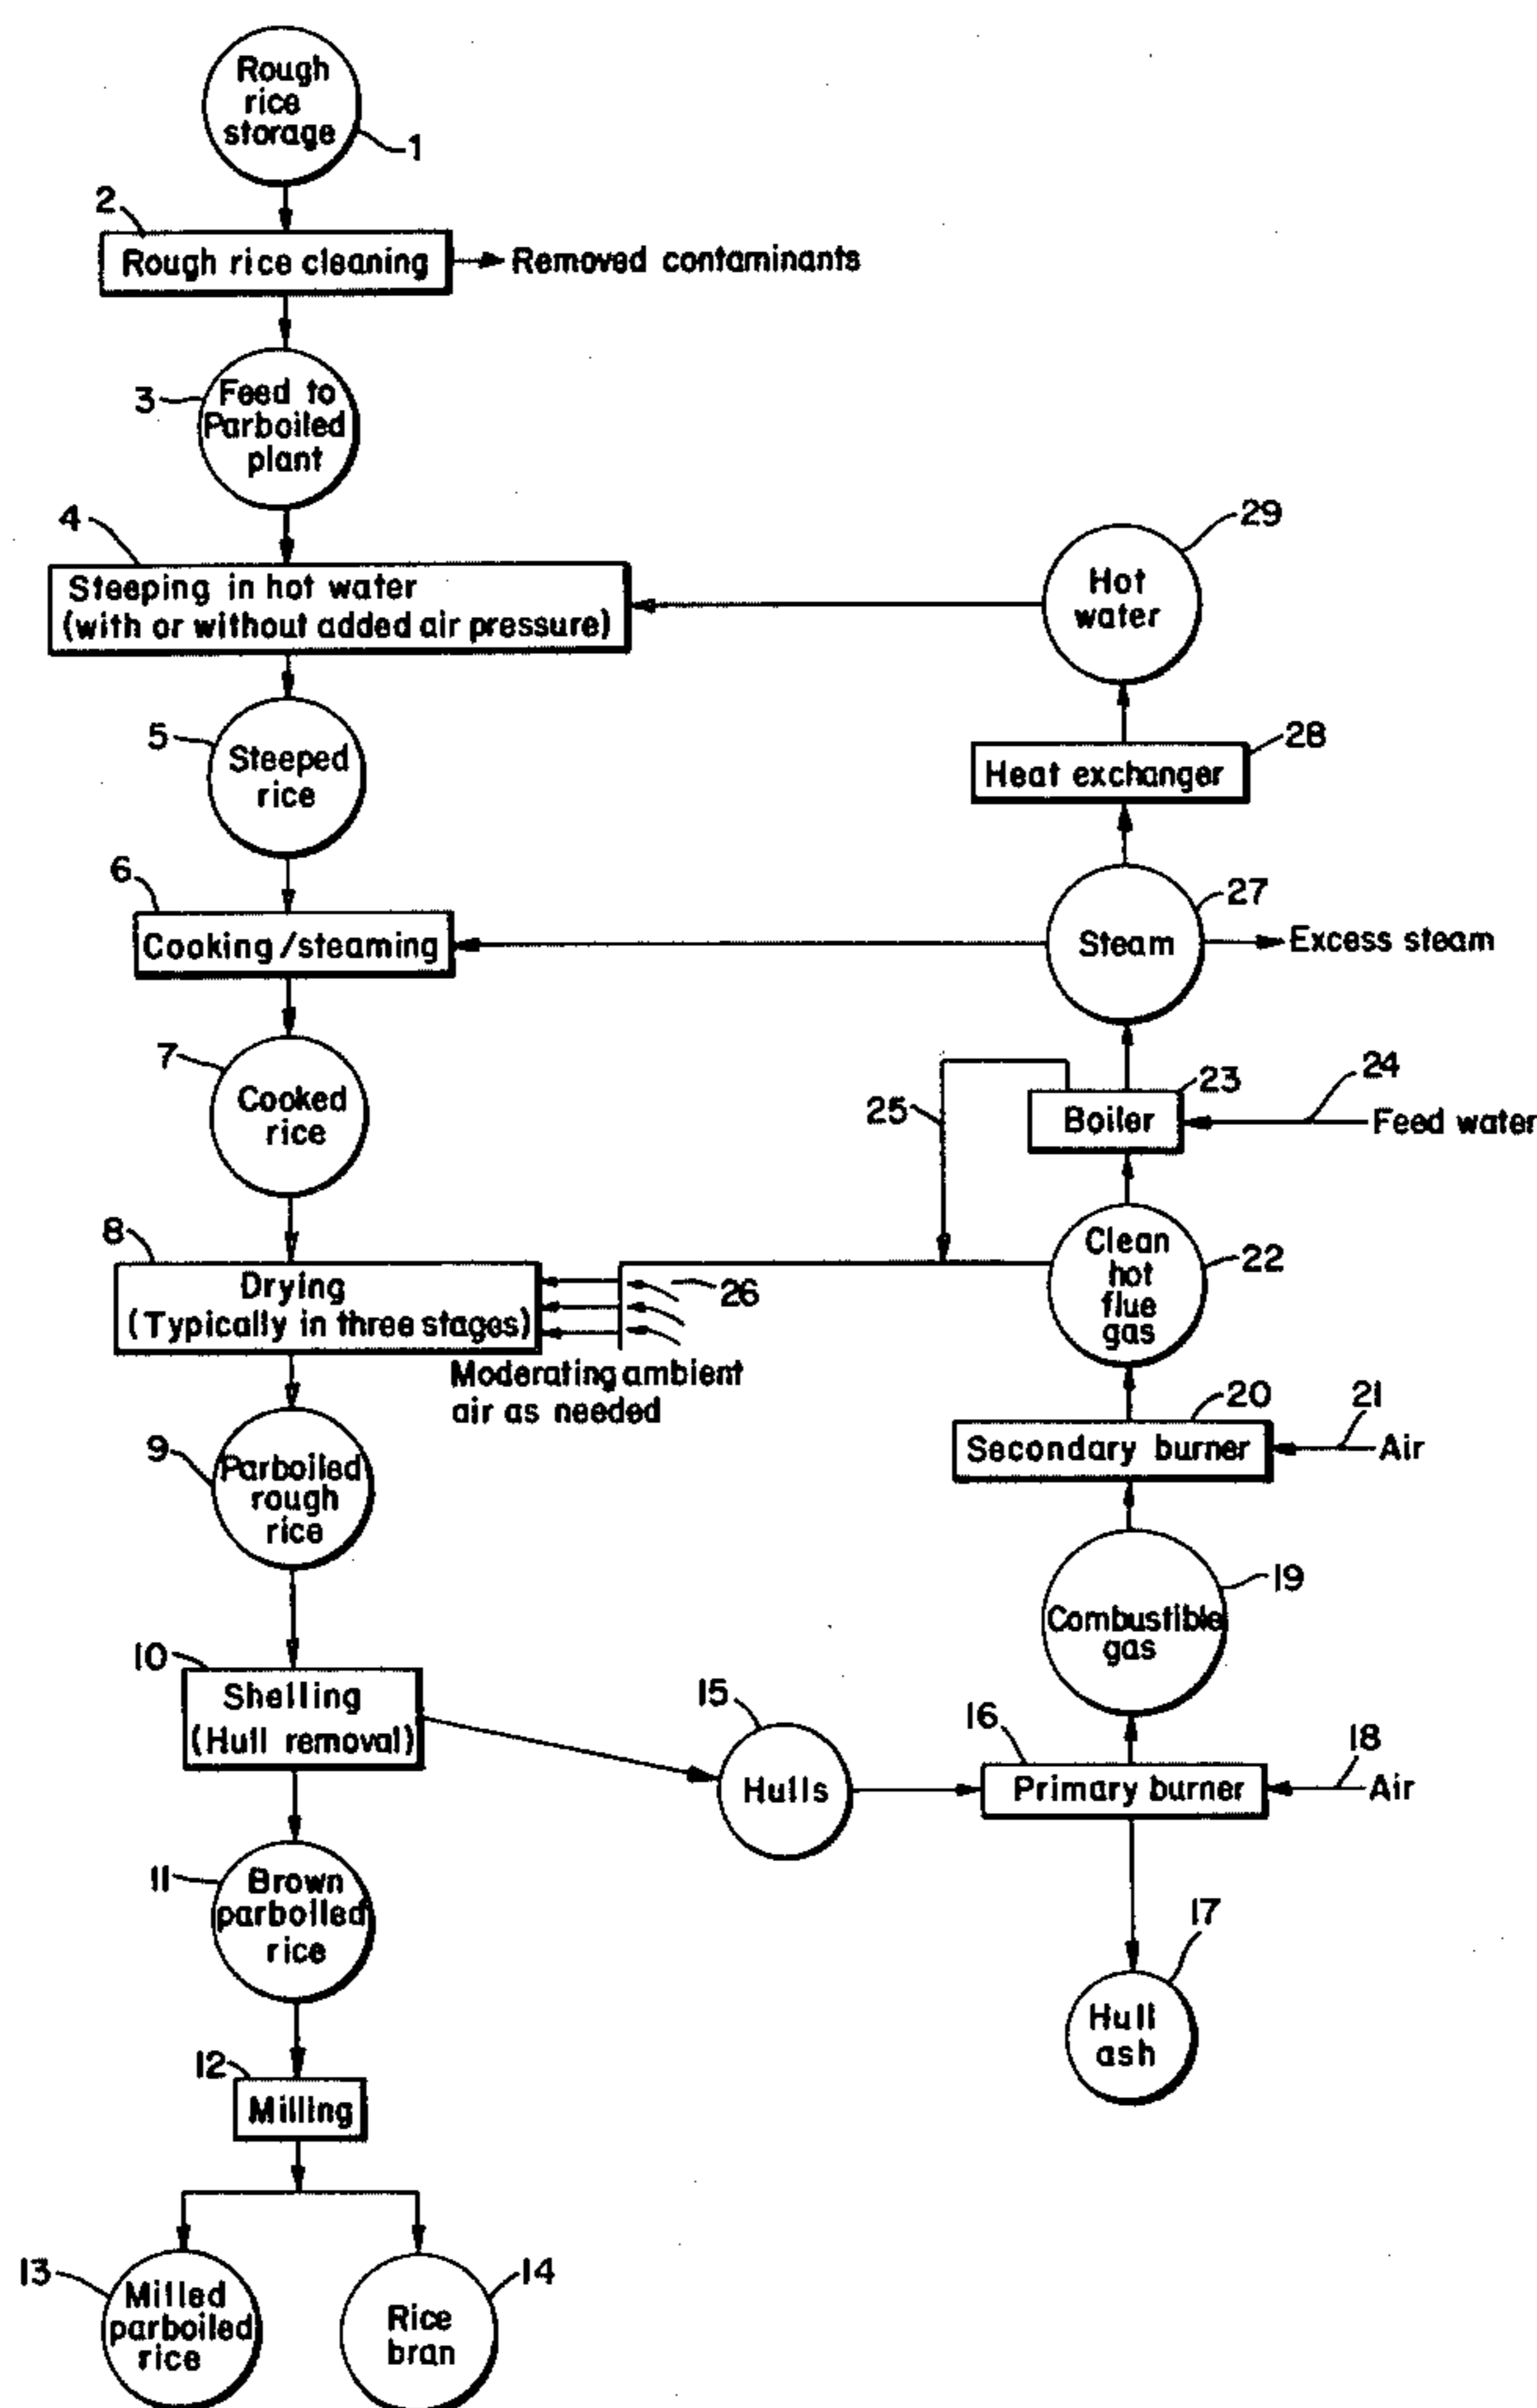 Rough
rice
storage
1
2
Rough rice cleaning
Removed contaminants
3
Feed to
Parboiled
plant
4
Steeping in hot water
(with or without added air pressure)
29
Hot
water
5
Steeped
rice
28
Heat exchanger
6
Cooking/steaming
27
Steam
Excess steam
7
Cooked
rice
25
23
Boiler
24
Feed water
8
Drying
(Typically in three stages)
26
Moderating ambient
air as needed
Clean
hot
flue
gas
22
9
Parboiled
rough
rice
20
Secondary burner
21
Air
19
Combustible
gas
10
Shelling
(Hull removal)
15
Hulls
16
Primary burner
18
Air
11
Brown
parboiled
rice
17
Hull
ash
12
Milling
13
Milled
parboiled
rice
14
Rice
bran